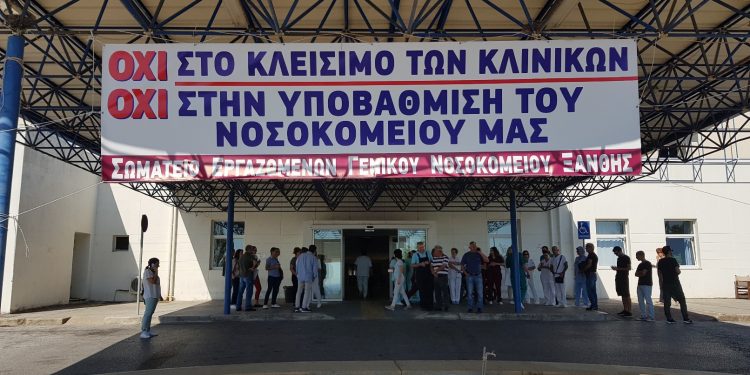 ΟΧΙ ΣΤΟ ΚΛΕΙΣΙΜΟ ΤΩΝ ΚΛΙΝΙΚΩΝ
ΟΧΙ ΣΤΗΝ ΥΠΟΒΑΘΜΙΣΗ ΤΟΥ
ΝΟΣΟΚΟΜΕΙΟΥ ΜΑΣ
ΣΩΜΑΤΕΙΟ ΕΡΓΑΖΟΜΕΝΩΝ ΓΕΝΙΚΟΥ ΝΟΣΟΚΟΜΕΙΟΥ ΞΑΝΘΗΣ